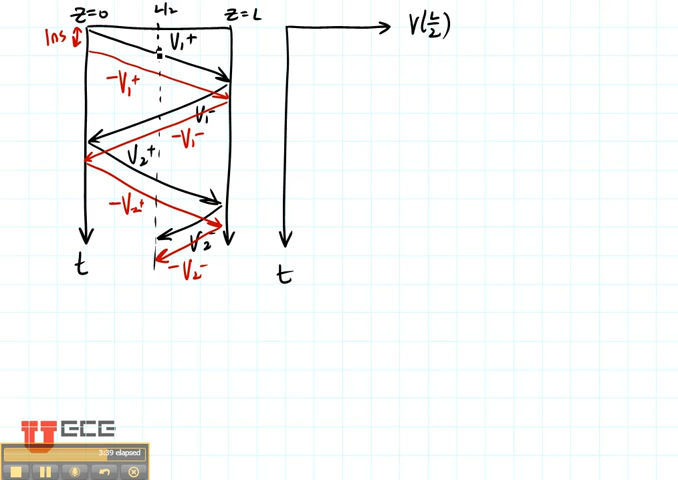 z=0
L/2
z=L
V(L/2)
1ns
V₁⁺
-V₁⁺
V₁⁻
-V₁⁻
V₂⁺
-V₂⁺
V₂⁻
-V₂⁻
t
t
U ECE
3:39 elapsed